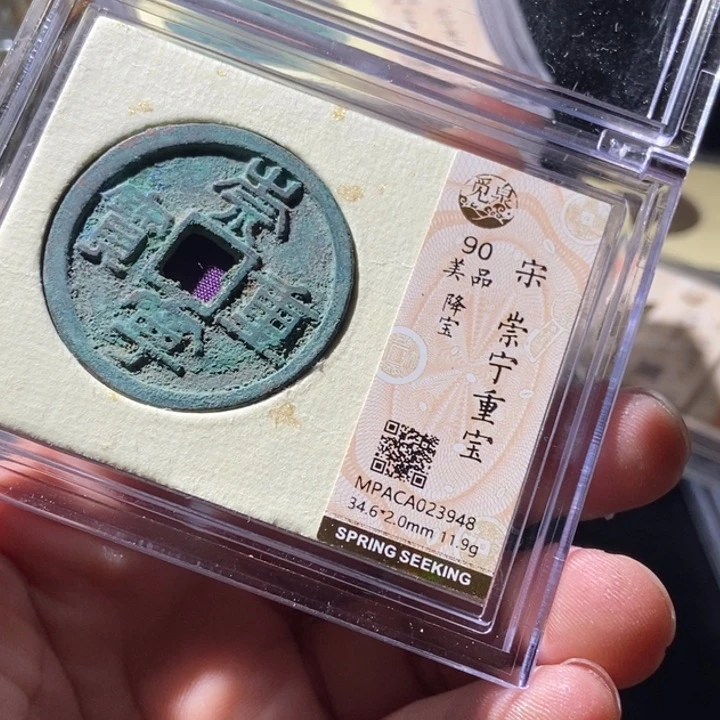 崇
重
寧
寶
覓泉
90
美品
降宝
宋
崇宁重宝
MPACA023948
34.6*2.0mm 11.9g
SPRING SEEKING